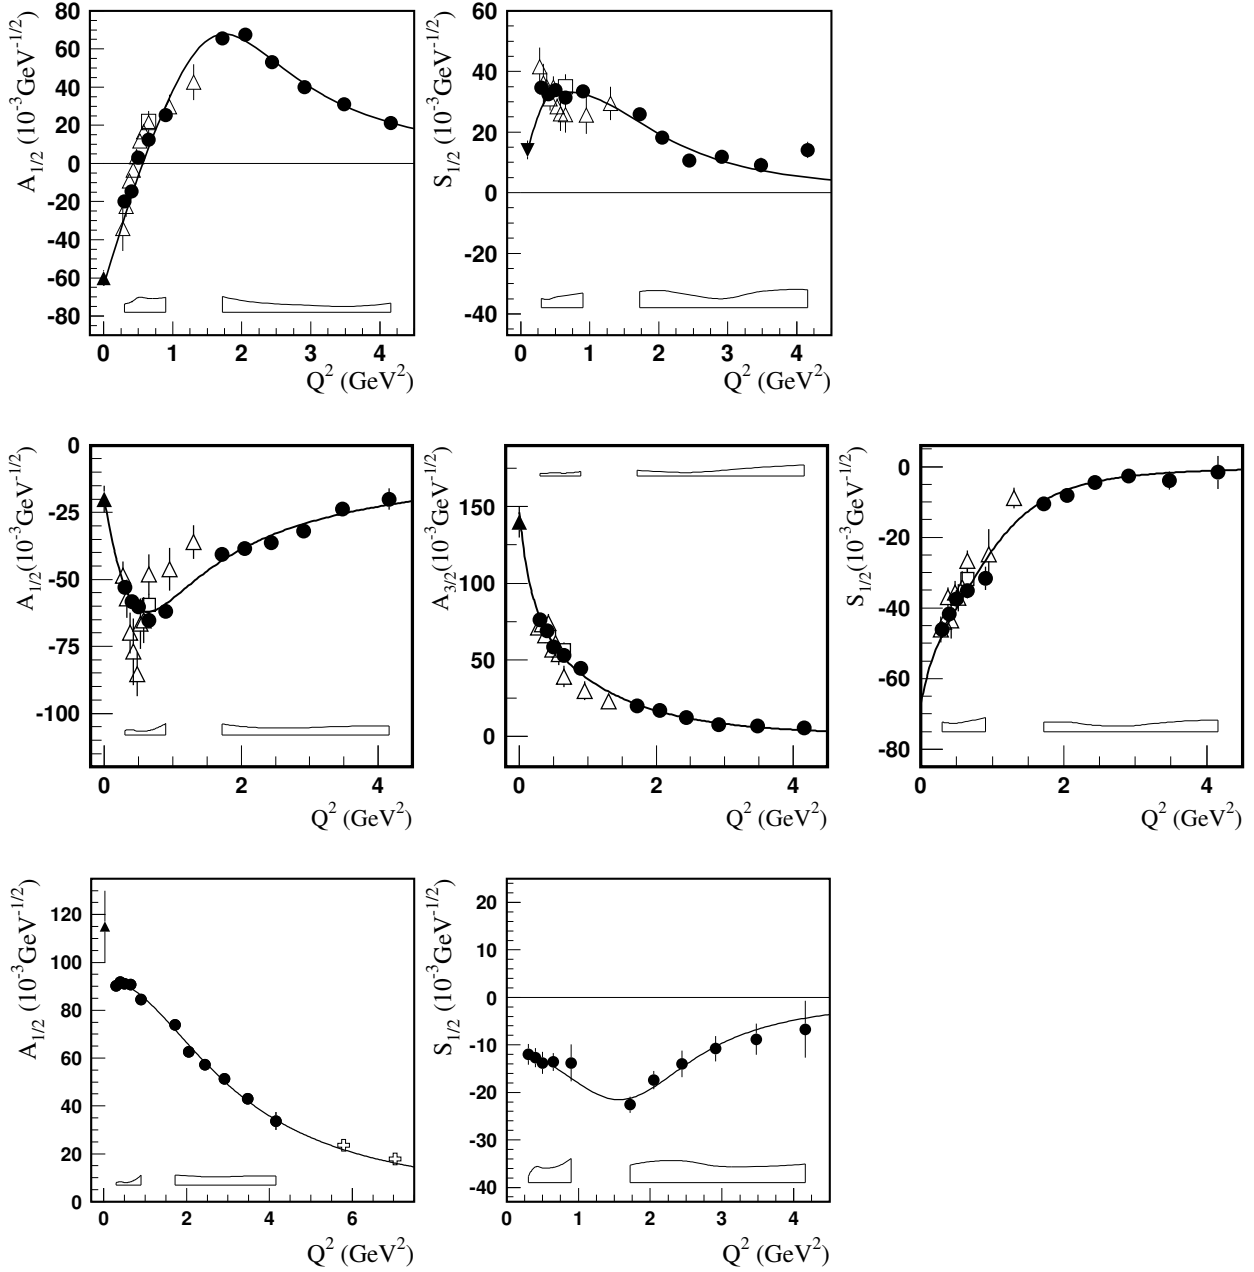 A1/2 (10-3GeV-1/2)
80
60
40
20
0
-20
-40
-60
-80
0 1 2 3 4
Q2 (GeV2)
S1/2 (10-3GeV-1/2)
60
40
20
0
-20
-40
0 1 2 3 4
Q2 (GeV2)
A1/2(10-3GeV-1/2)
0
-25
-50
-75
-100
0 2 4
Q2 (GeV2)
A3/2(10-3GeV-1/2)
150
100
50
0
0 2 4
Q2 (GeV2)
S1/2(10-3GeV-1/2)
0
-20
-40
-60
-80
0 2 4
Q2 (GeV2)
A1/2 (10-3GeV-1/2)
120
100
80
60
40
20
0
0 2 4 6
Q2 (GeV2)
S1/2 (10-3GeV-1/2)
20
10
0
-10
-20
-30
-40
0 1 2 3 4
Q2 (GeV2)